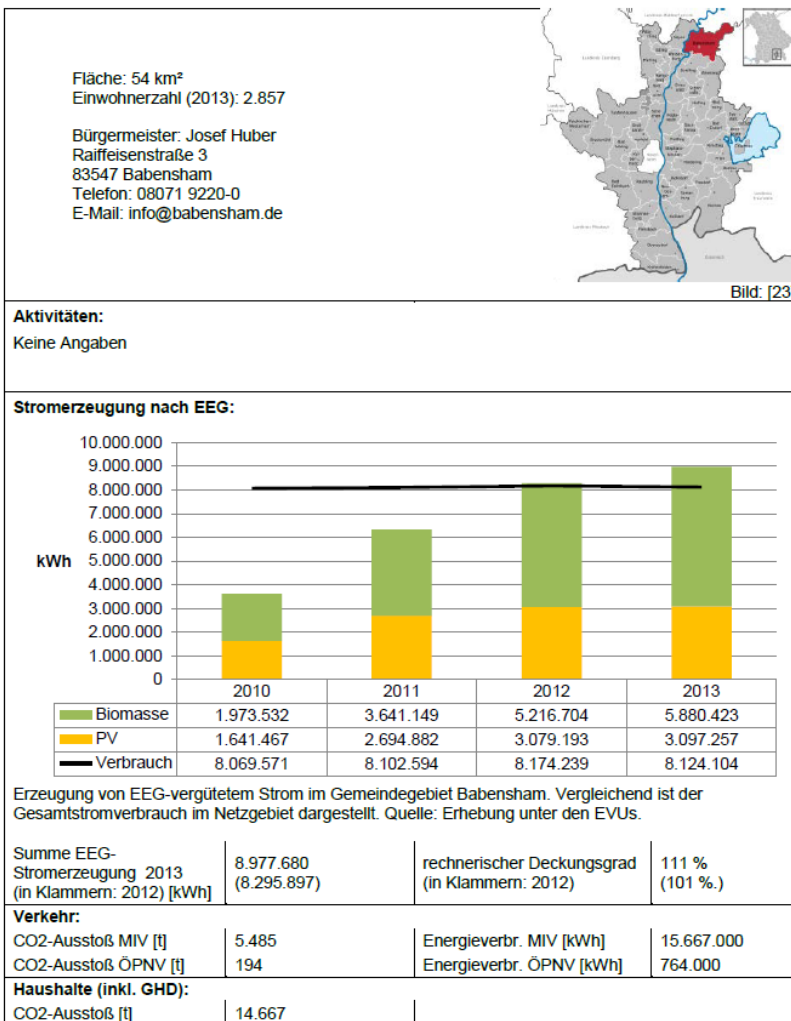 Fläche: 54 km²
Einwohnerzahl (2013): 2.857
Bürgermeister: Josef Huber
Raiffeisenstraße 3
83547 Babensham
Telefon: 08071 9220-0
E-Mail: info@babensham.de
Bild: [23
Aktivitäten:
Keine Angaben
Stromerzeugung nach EEG:
10.000.000
9.000.000
8.000.000
7.000.000
6.000.000
kWh 5.000.000
4.000.000
3.000.000
2.000.000
1.000.000
0
2010 2011 2012 2013
Biomasse 1.973.532 3.641.149 5.216.704 5.880.423
PV 1.641.467 2.694.882 3.079.193 3.097.257
Verbrauch 8.069.571 8.102.594 8.174.239 8.124.104
Erzeugung von EEG-vergütetem Strom im Gemeindegebiet Babensham. Vergleichend ist der
Gesamtstromverbrauch im Netzgebiet dargestellt. Quelle: Erhebung unter den EVUs.
Summe EEG-
Stromerzeugung 2013
(in Klammern: 2012) [kWh]
8.977.680
(8.295.897)
rechnerischer Deckungsgrad
(in Klammern: 2012)
111 %
(101 %.)
Verkehr:
CO2-Ausstoß MIV [t] 5.485 Energieverbr. MIV [kWh] 15.667.000
CO2-Ausstoß ÖPNV [t] 194 Energieverbr. ÖPNV [kWh] 764.000
Haushalte (inkl. GHD):
CO2-Ausstoß [t] 14.667